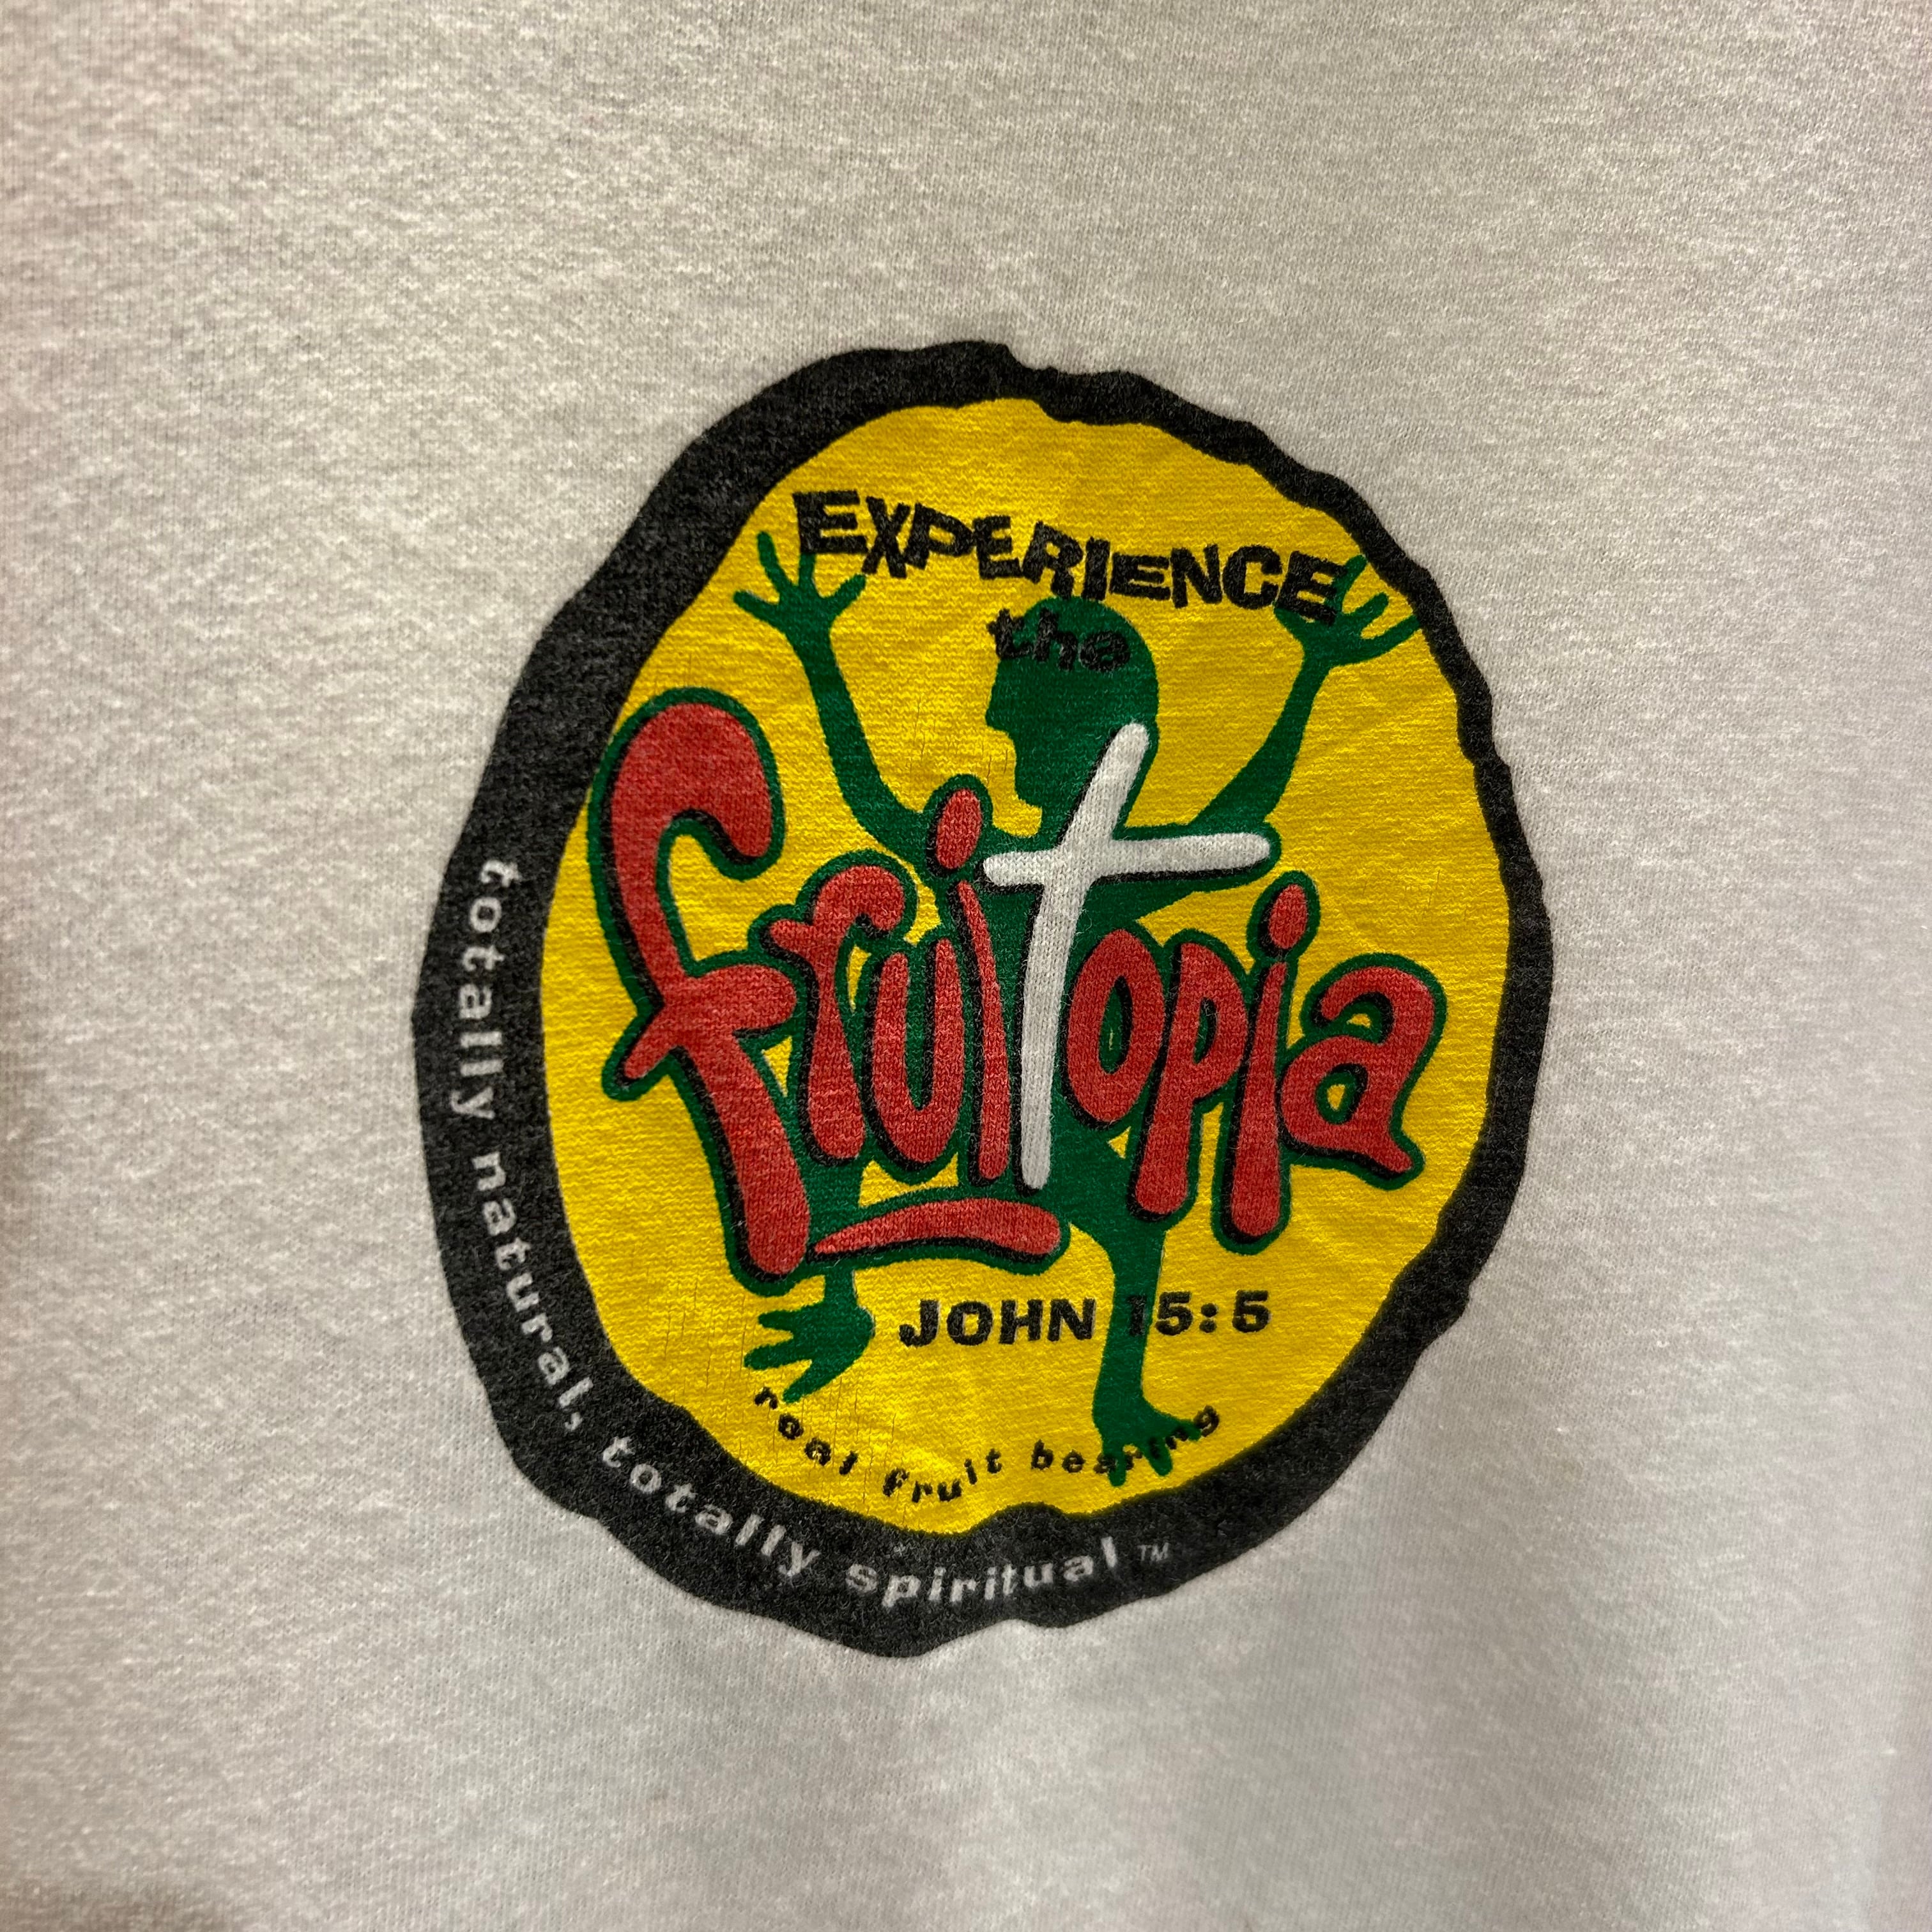 EXPERIENCE
the
fruitopia
JOHN 15:5
real fruit bearing
totally natural, totally spiritual™